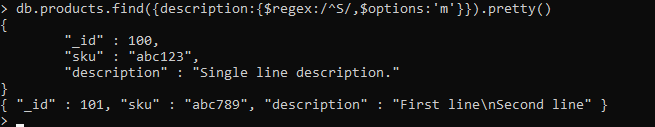 > db.products.find({description:{$regex:/^S/,$options:'m'}}).pretty()
{
        "_id" : 100,
        "sku" : "abc123",
        "description" : "Single line description."
}
{ "_id" : 101, "sku" : "abc789", "description" : "First line\nSecond line" }
>